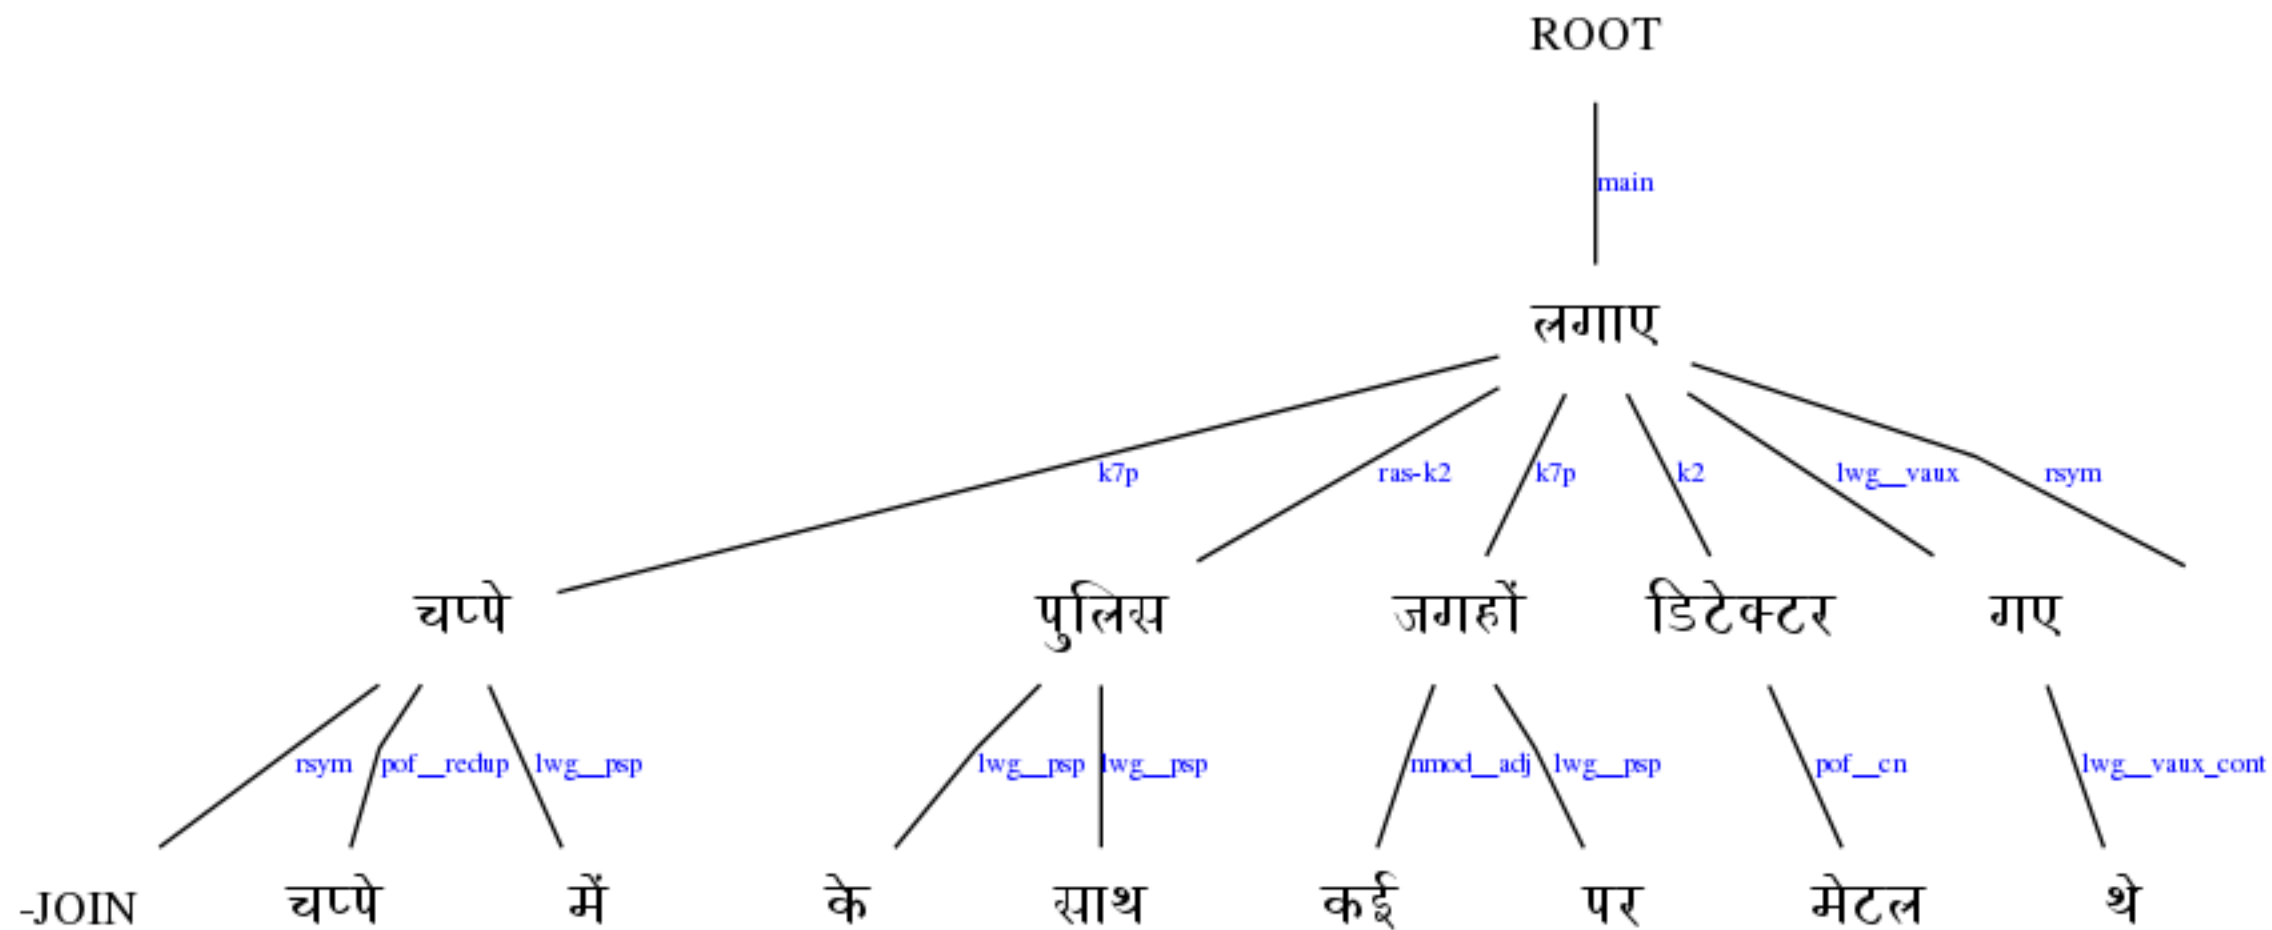 ROOT
main
लगाए
k7p ras-k2 k7p k2 lwg__vaux rsym
चप्पे पुलिस जगहों डिटेक्टर गए
rsym pof__redup lwg__psp lwg__psp lwg__psp nmod__adj lwg__psp pof__cn lwg__vaux_cont
-JOIN चप्पे में के साथ कई पर मेटल थे